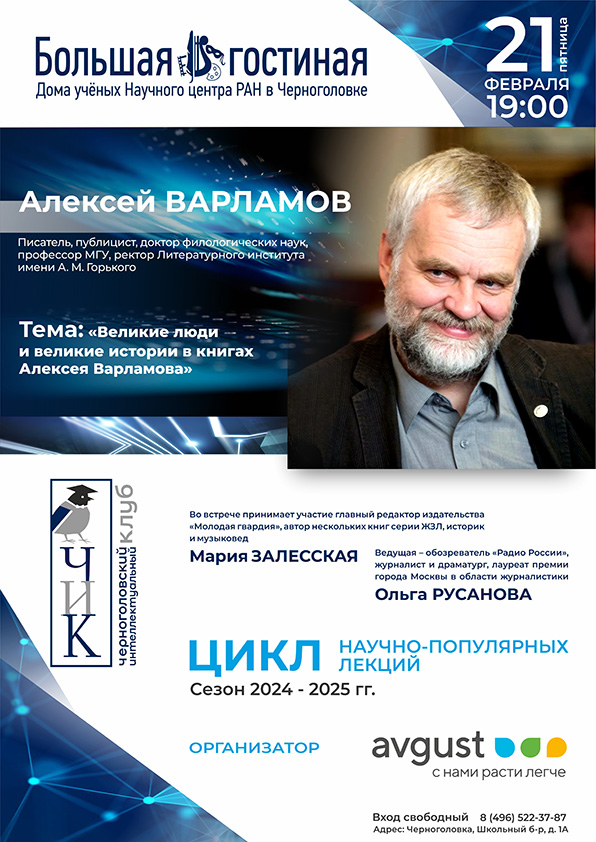 Большая гостиная
Дома учёных Научного центра РАН в Черноголовке
21
пятница
ФЕВРАЛЯ
19:00
Алексей ВАРЛАМОВ
Писатель, публицист, доктор филологических наук,
профессор МГУ, ректор Литературного института
имени А. М. Горького
Тема: «Великие люди
и великие истории в книгах
Алексея Варламова»
ЧИК
черноголовский
интеллектуальный
клуб
Во встрече принимает участие главный редактор издательства
«Молодая гвардия», автор нескольких книг серии ЖЗЛ, историк
и музыковед
Мария ЗАЛЕССКАЯ
Ведущая – обозреватель «Радио России»,
журналист и драматург, лауреат премии
города Москвы в области журналистики
Ольга РУСАНОВА
ЦИКЛ НАУЧНО-ПОПУЛЯРНЫХ
ЛЕКЦИЙ
Сезон 2024 - 2025 гг.
ОРГАНИЗАТОР
avgust
с нами расти легче
Вход свободный 8 (496) 522-37-87
Адрес: Черноголовка, Школьный б-р, д. 1А